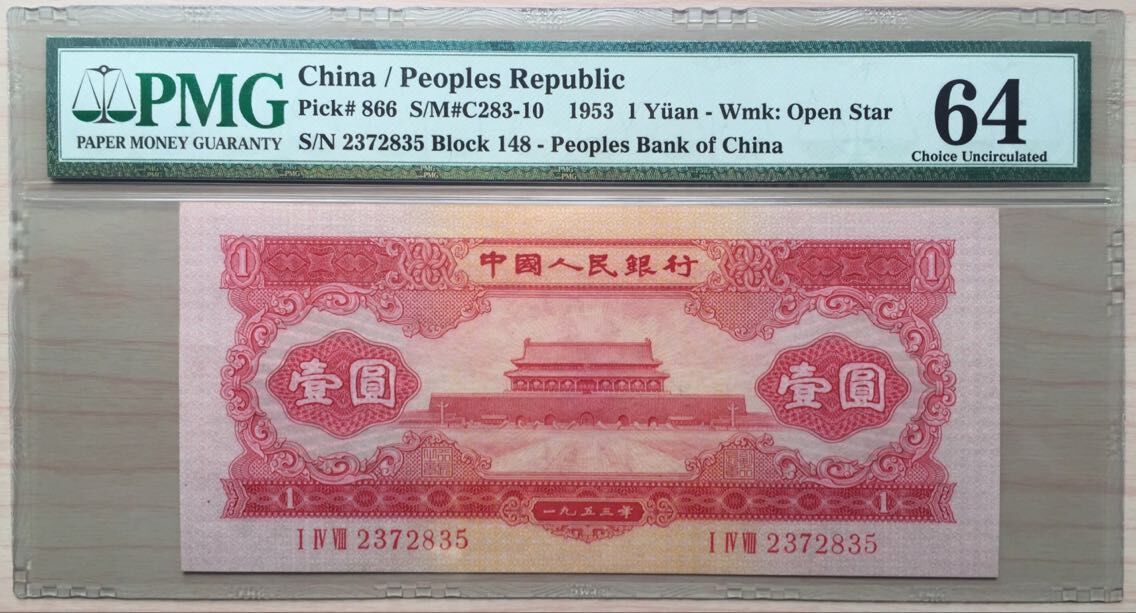 PMG
PAPER MONEY GUARANTY
China / Peoples Republic
Pick# 866 S/M#C283-10 1953 1 Yüan - Wmk: Open Star
S/N 2372835 Block 148 - Peoples Bank of China
64
Choice Uncirculated
1 中國人民銀行 1
壹圓 壹圓
1 一九五三年 1
I IV VIII 2372835 I IV VIII 2372835